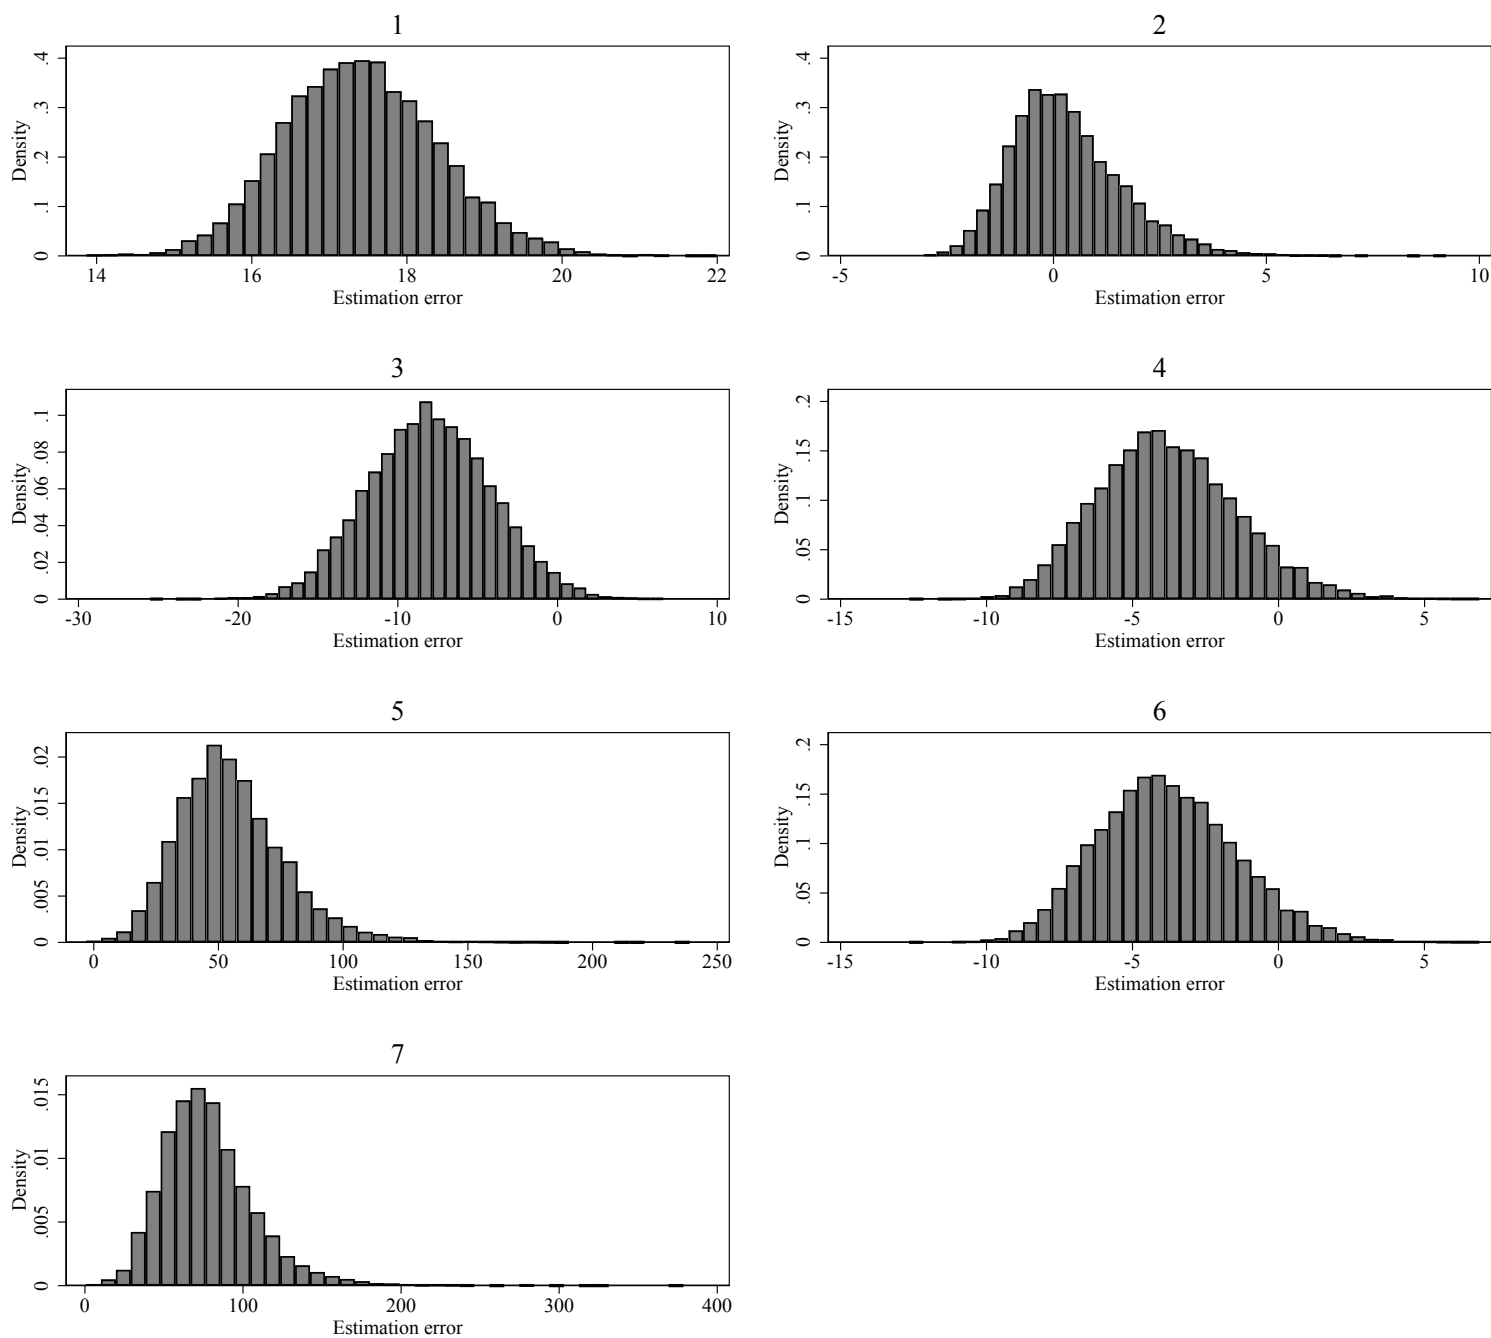 1
Density
0 .1 .2 .3 .4
14 16 18 20 22
Estimation error
2
Density
0 .1 .2 .3 .4
-5 0 5 10
Estimation error
3
Density
0 .02 .04 .06 .08 .1
-30 -20 -10 0 10
Estimation error
4
Density
0 .05 .1 .15 .2
-15 -10 -5 0 5
Estimation error
5
Density
0 .005 .01 .015 .02
0 50 100 150 200 250
Estimation error
6
Density
0 .05 .1 .15 .2
-15 -10 -5 0 5
Estimation error
7
Density
0 .005 .01 .015
0 100 200 300 400
Estimation error